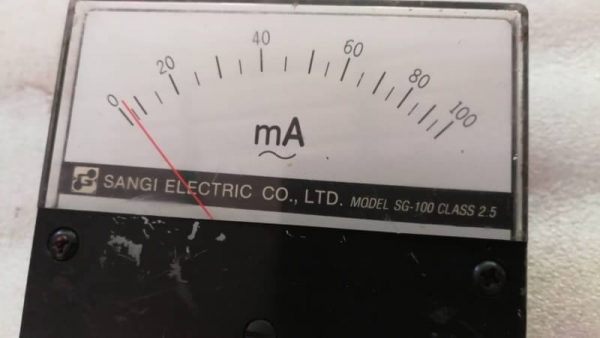 0 20 40 60 80 100
mA
SANGI ELECTRIC CO., LTD. MODEL SG-100 CLASS 2.5